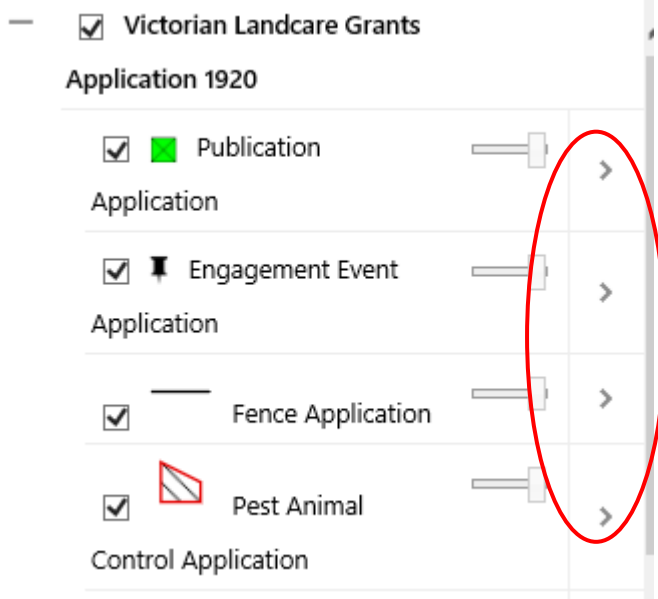 Victorian Landcare Grants
Application 1920
Publication
Application
Engagement Event
Application
Fence Application
Pest Animal
Control Application